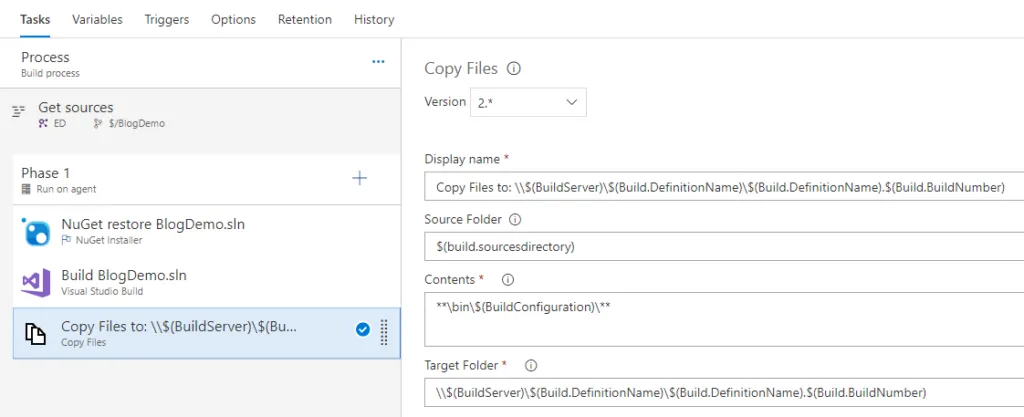 Tasks Variables Triggers Options Retention History
Process
Build process
...
Get sources
ED $/BlogDemo
Phase 1
Run on agent
NuGet restore BlogDemo.sln
NuGet Installer
Build BlogDemo.sln
Visual Studio Build
Copy Files to: \\$(BuildServer)\$(Bu...
Copy Files
Copy Files
Version 2.*
Display name *
Copy Files to: \\$(BuildServer)\$(Build.DefinitionName)\$(Build.DefinitionName).$(Build.BuildNumber)
Source Folder
$(build.sourcesdirectory)
Contents *
**\bin\$(BuildConfiguration)\**
Target Folder *
\\$(BuildServer)\$(Build.DefinitionName)\$(Build.DefinitionName).$(Build.BuildNumber)